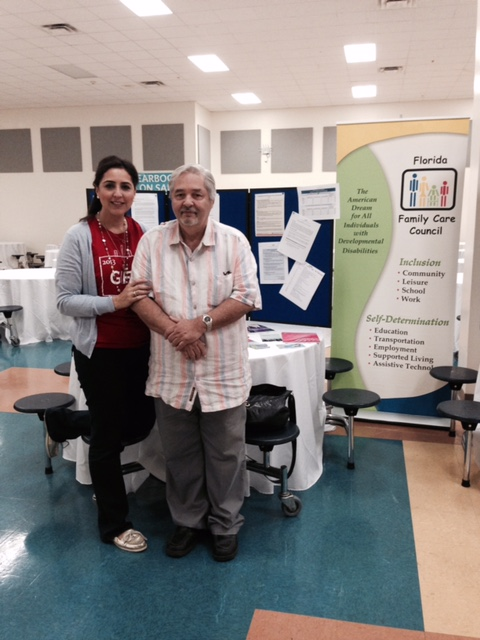 EARBOO
ON SA
2013
The
American
Dream
for All
Individuals
with
Developmental
Disabilities
Florida
Family Care
Council
Inclusion
• Community
• Leisure
• School
• Work
Self-Determination
• Education
• Transportation
• Employment
• Supported Living
• Assistive Technol